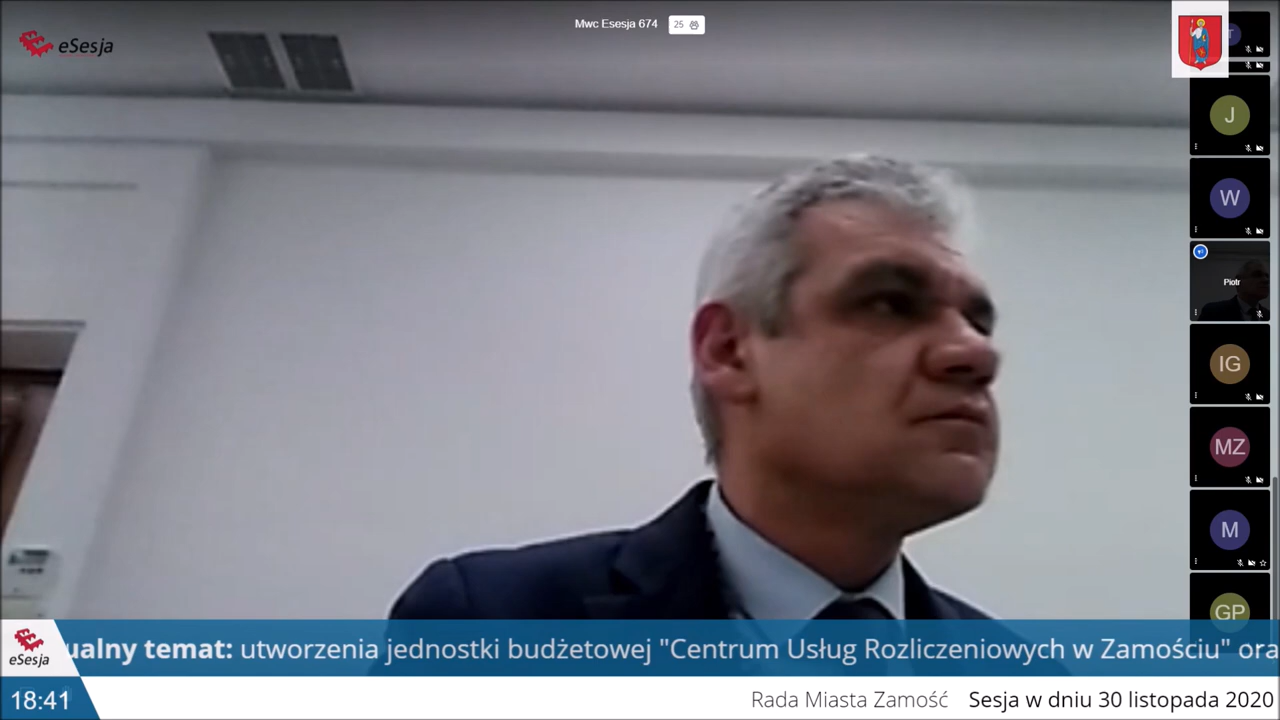 Mwc Esesja 674
25
eSesja
T
J
W
Piotr
IG
MZ
M
GP
eSesja
ualny temat: utworzenia jednostki budżetowej "Centrum Usług Rozliczeniowych w Zamościu" ora
18:41
Rada Miasta Zamość Sesja w dniu 30 listopada 2020